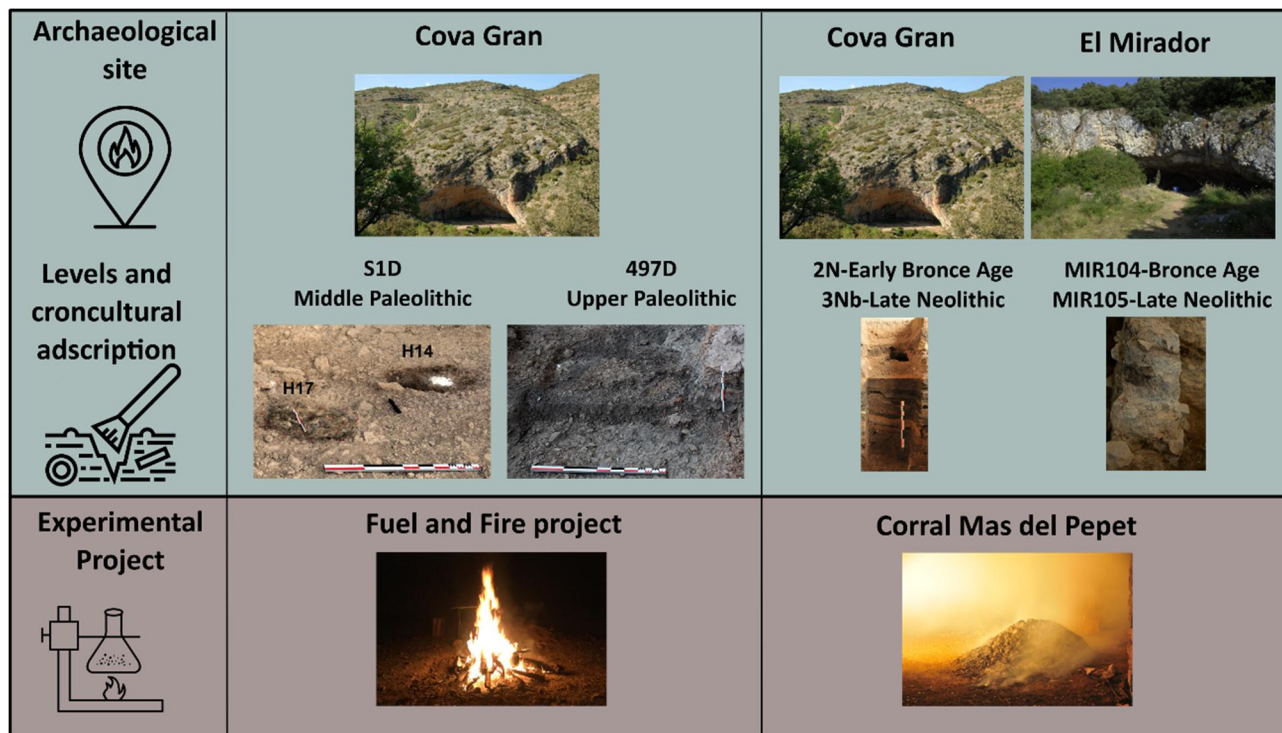 Archaeological
site
Cova Gran
Cova Gran
El Mirador
Levels and
croncultural
adscription
S1D
Middle Paleolithic
497D
Upper Paleolithic
2N-Early Bronce Age
3Nb-Late Neolithic
MIR104-Bronce Age
MIR105-Late Neolithic
H14
H17
Experimental
Project
Fuel and Fire project
Corral Mas del Pepet